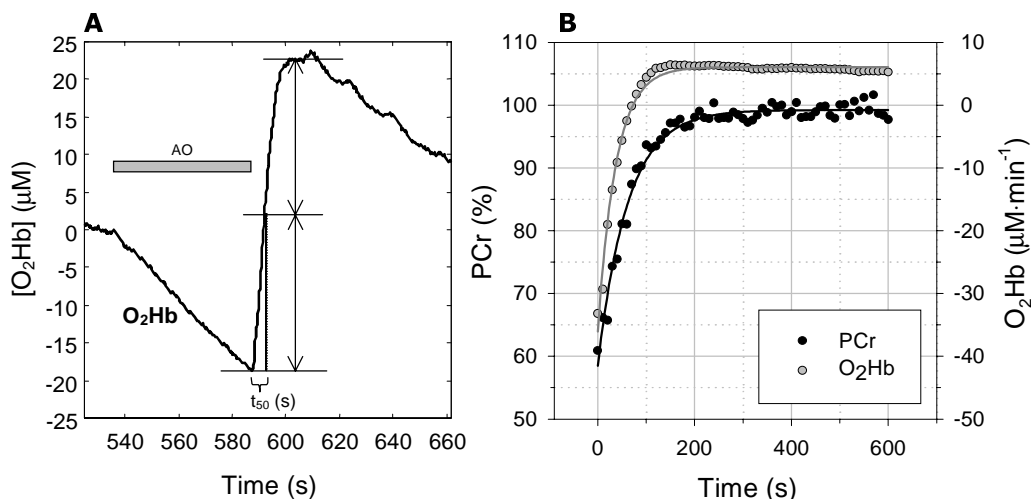 A
25
20
15
10
5
0
-5
-10
-15
-20
-25
[O₂Hb] (μM)
AO
O₂Hb
t₅₀ (s)
540 560 580 600 620 640 660
Time (s)
B
110
100
90
80
70
60
50
PCr (%)
PCr
O₂Hb
10
0
-10
-20
-30
-40
-50
O₂Hb (μM·min⁻¹)
0 200 400 600
Time (s)